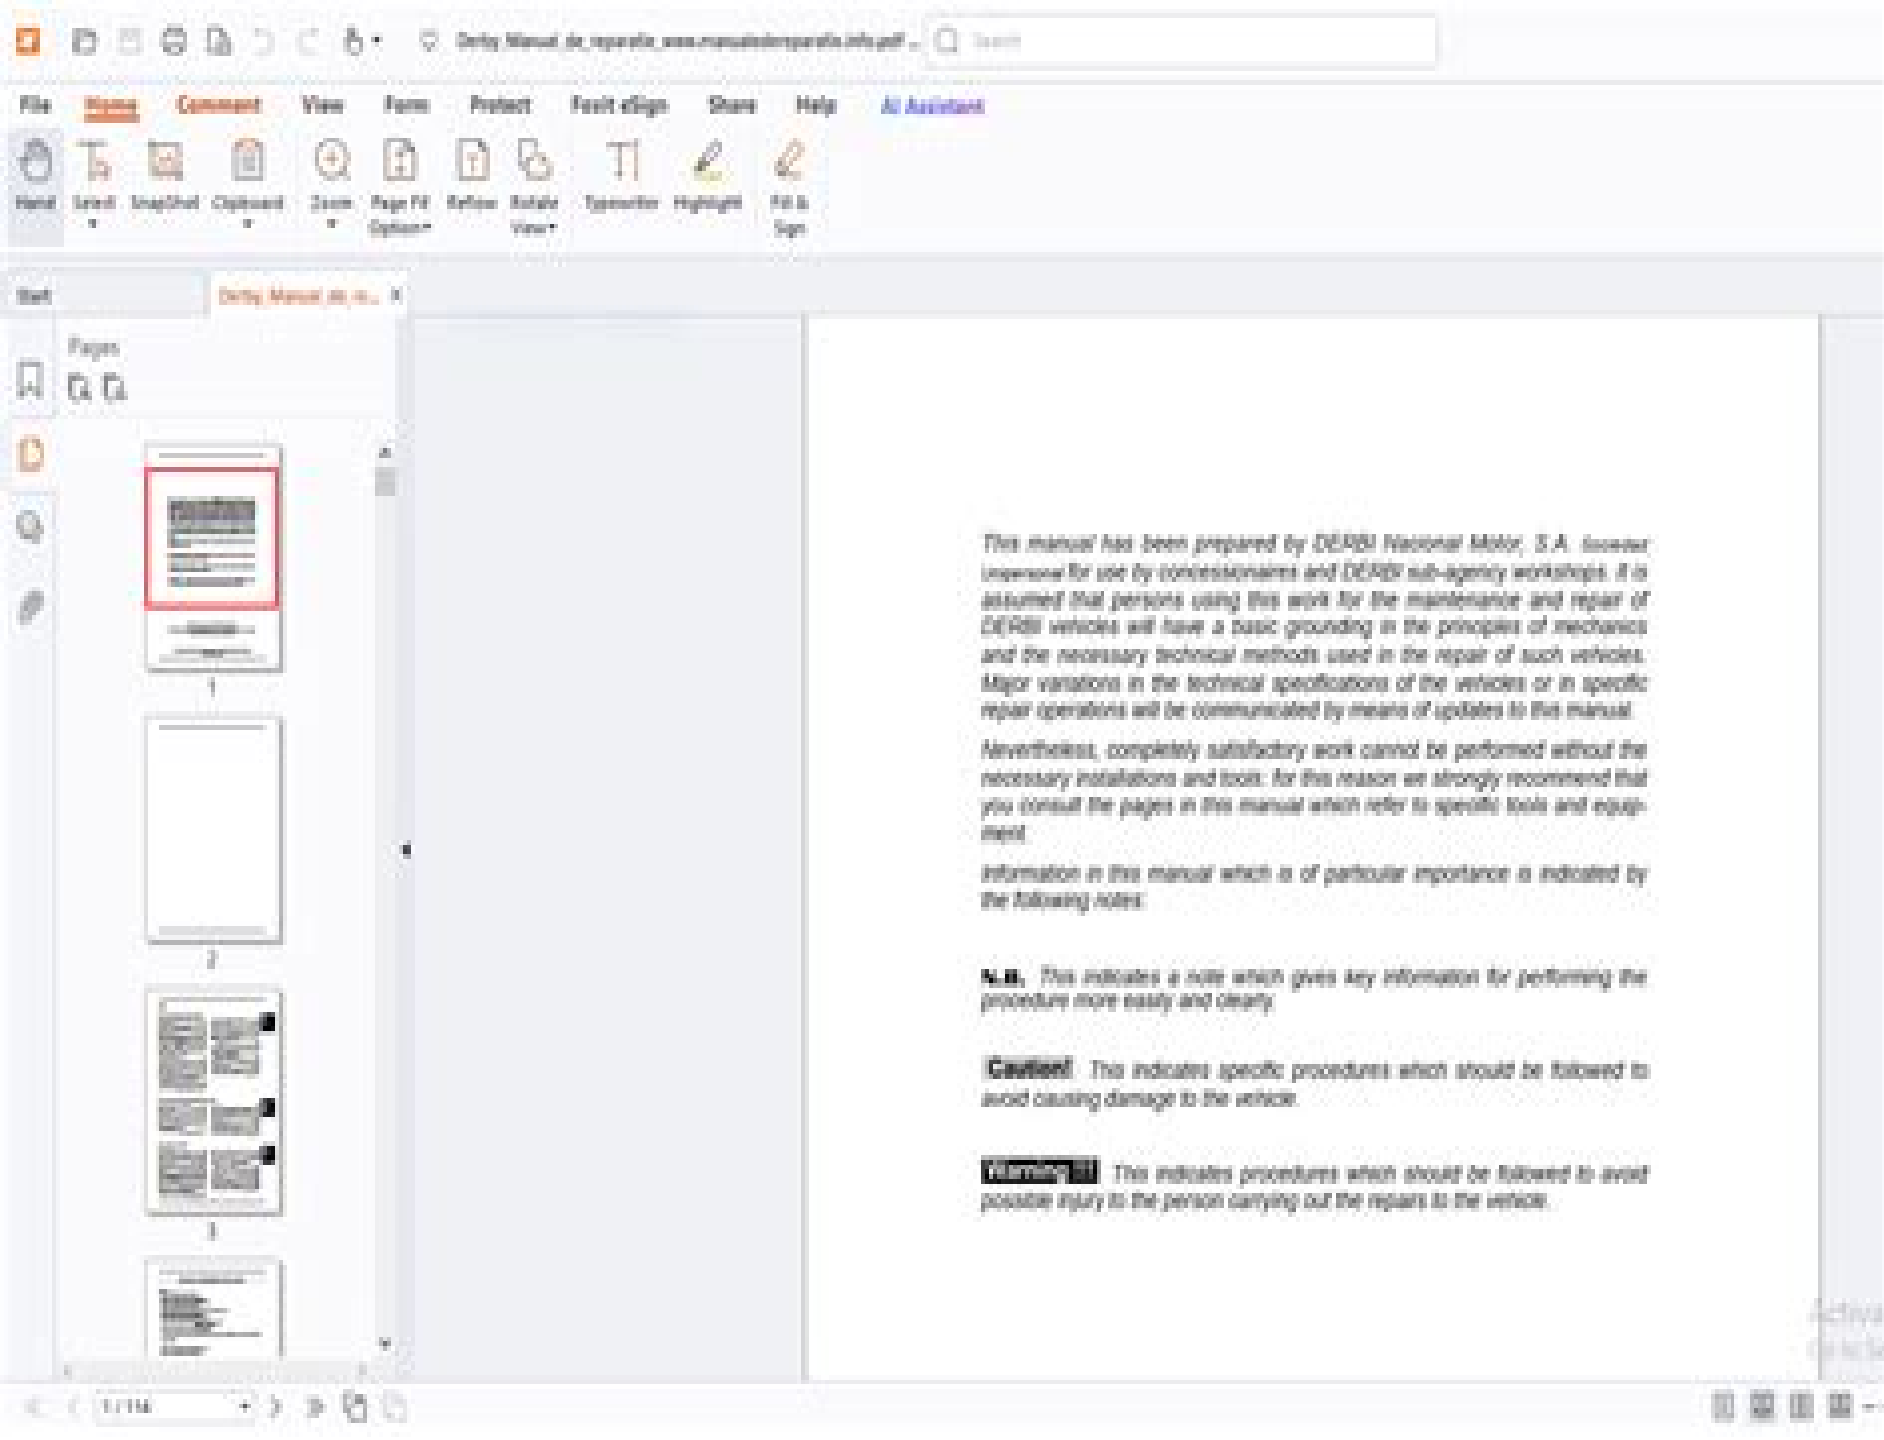 Search
File Home Comment View Form Protect Foxit eSign Share Help AI Assistant
Hand Select SnapShot Clipboard Zoom Page Fit Option Reflow Rotate View Typewriter Highlight Fill & Sign
Start
Pages
This manual has been prepared by DERBI Nacional Motor, S.A. Sociedad
Unipersonal for use by concessionaires and DERBI sub-agency workshops. It is
assumed that persons using this work for the maintenance and repair of
DERBI vehicles will have a basic grounding in the principles of mechanics
and the necessary technical methods used in the repair of such vehicles.
Major variations in the technical specifications of the vehicles or in specific
repair operations will be communicated by means of updates to this manual.
Nevertheless, completely satisfactory work cannot be performed without the
necessary installations and tools: for this reason we strongly recommend that
you consult the pages in this manual which refer to specific tools and equip-
ment.
Information in this manual which is of particular importance is indicated by
the following notes:
N.B. This indicates a note which gives key information for performing the
procedure more easily and clearly.
Caution! This indicates specific procedures which should be followed to
avoid causing damage to the vehicle.
Warning !!! This indicates procedures which should be followed to avoid
possible injury to the person carrying out the repairs to the vehicle.
1
2
3